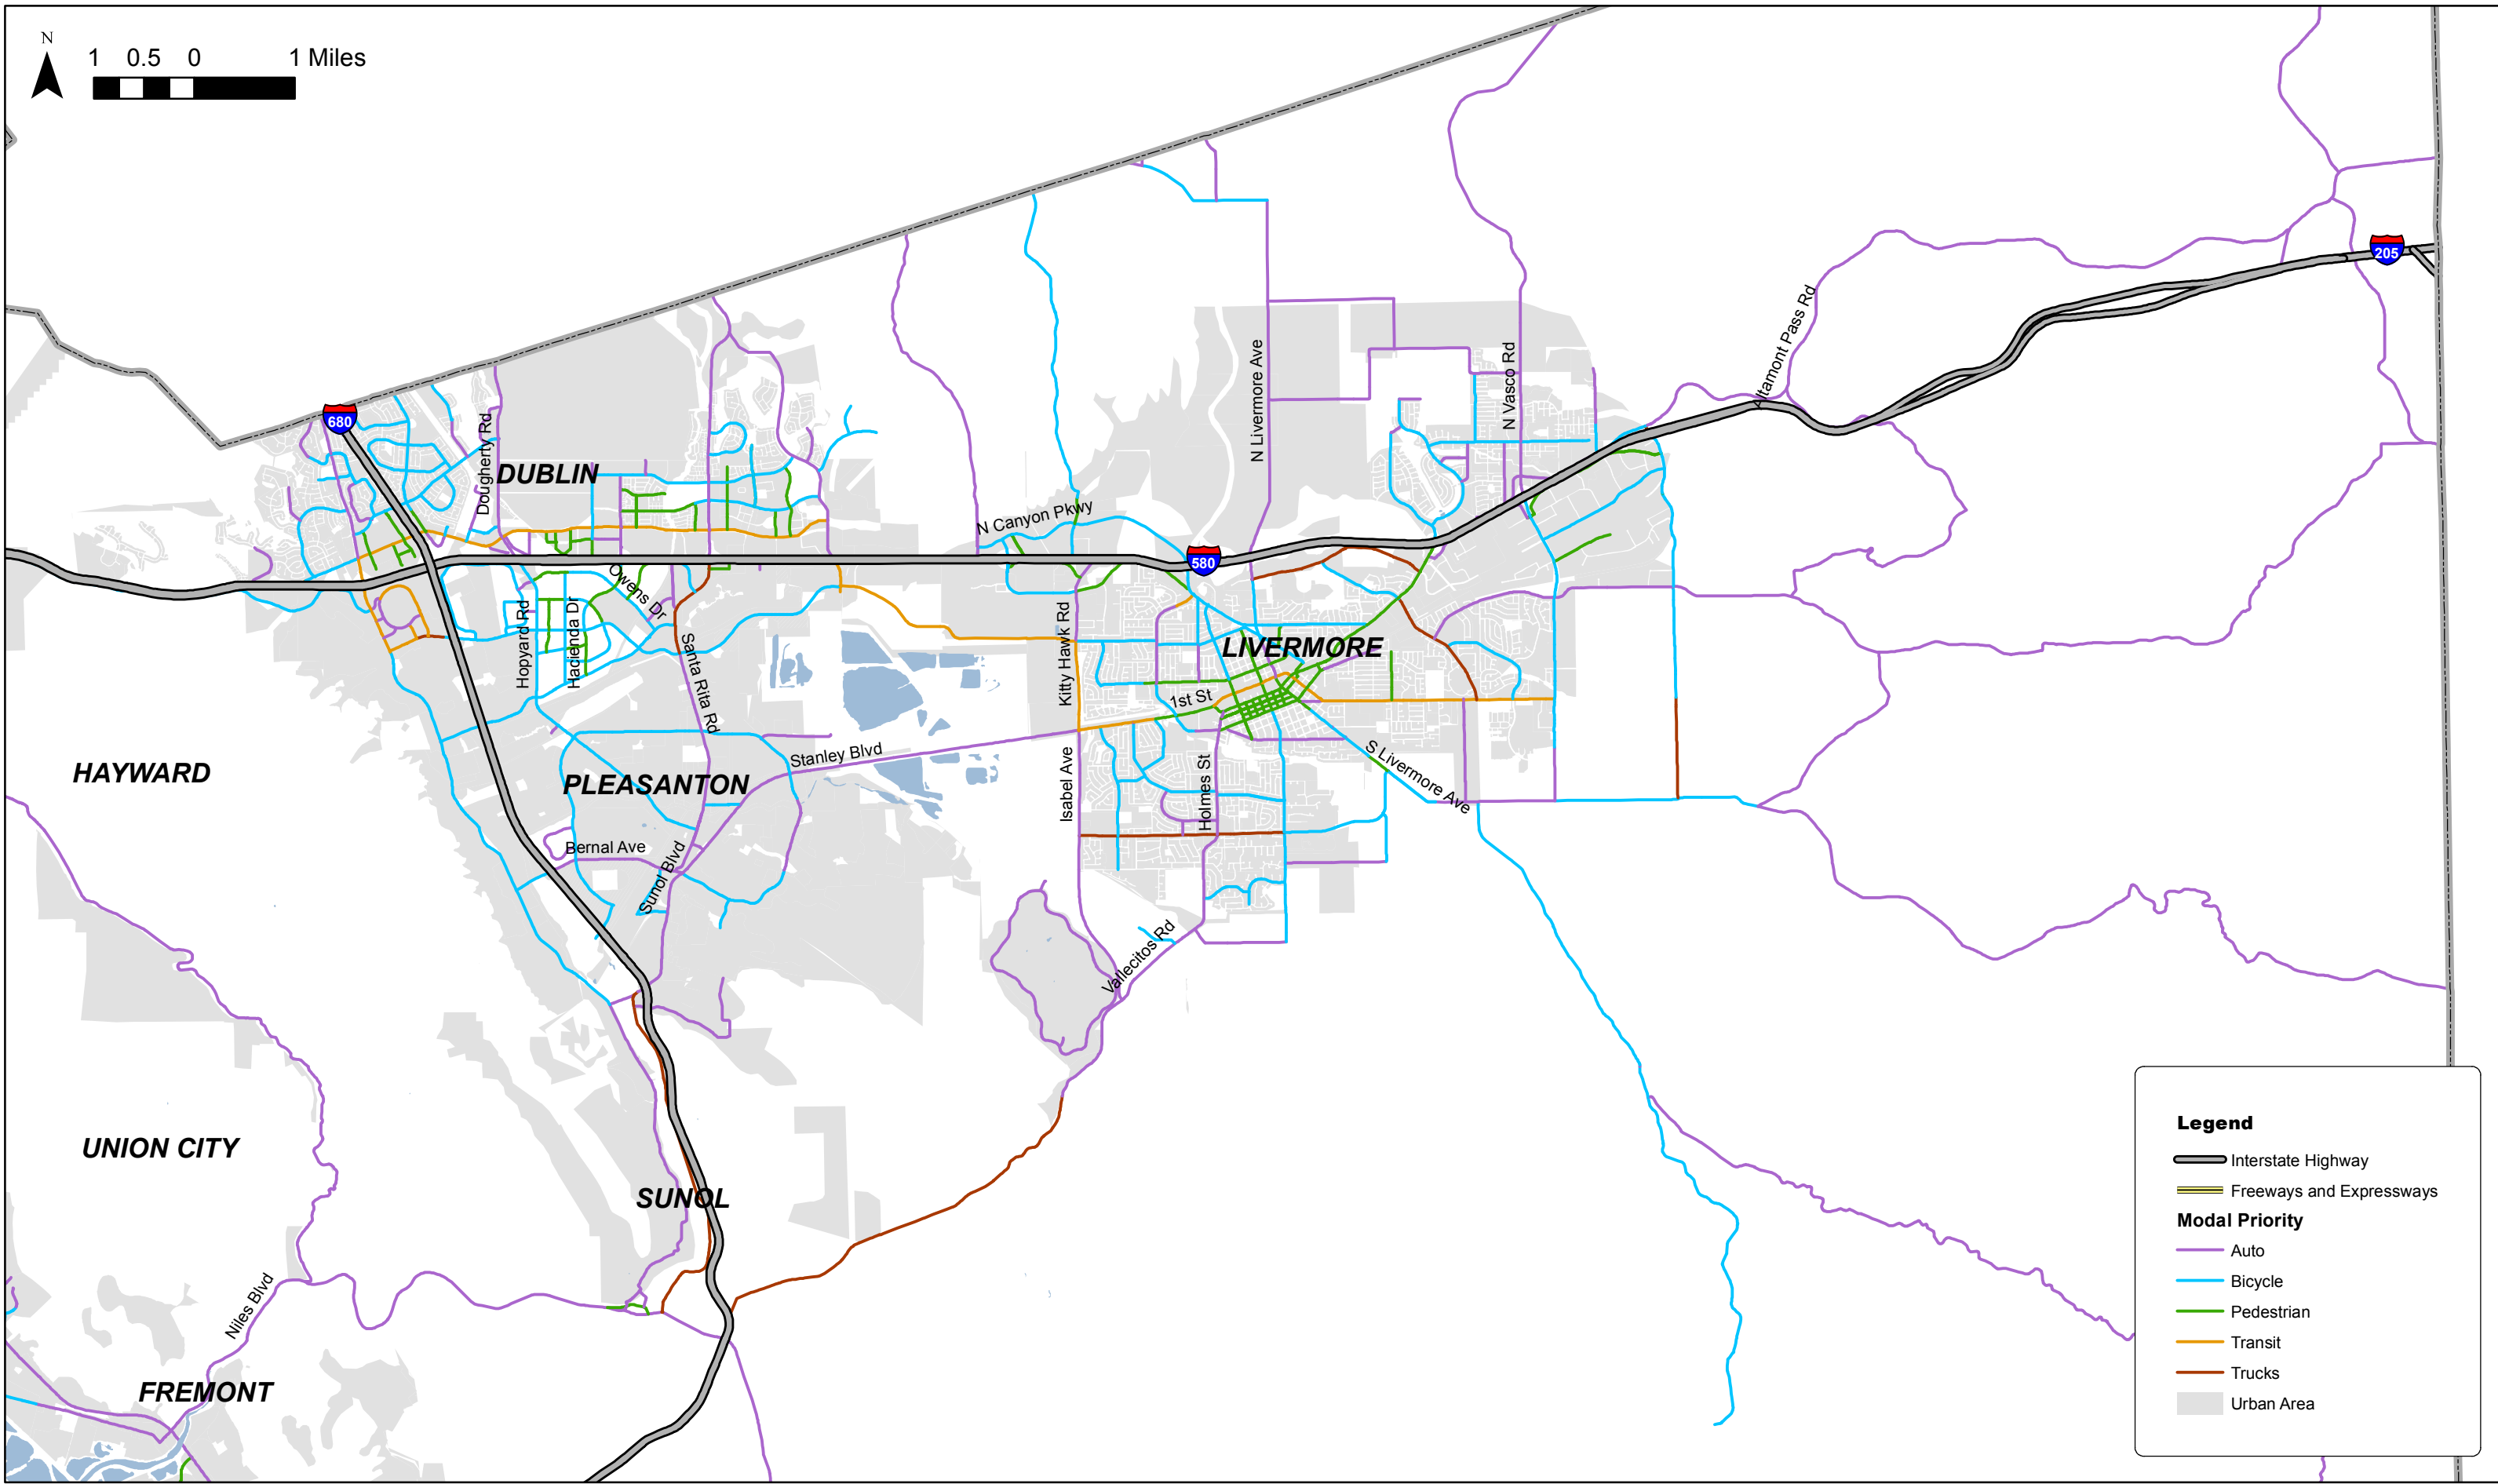 N
1 0.5 0 1 Miles
205
680
N Livermore Ave
N Vasco Rd
Altamont Pass Rd
Dougherty Rd
DUBLIN
N Canyon Pkwy
580
Owens Dr
Hopyard Rd
Hacienda Dr
Santa Rita Rd
Kitty Hawk Rd
LIVERMORE
1st St
HAYWARD
PLEASANTON
Stanley Blvd
Isabel Ave
Holmes St
S Livermore Ave
Bernal Ave
Sunol Blvd
Vallecitos Rd
UNION CITY
SUNOL
Niles Blvd
FREMONT
Legend
Interstate Highway
Freeways and Expressways
Modal Priority
Auto
Bicycle
Pedestrian
Transit
Trucks
Urban Area